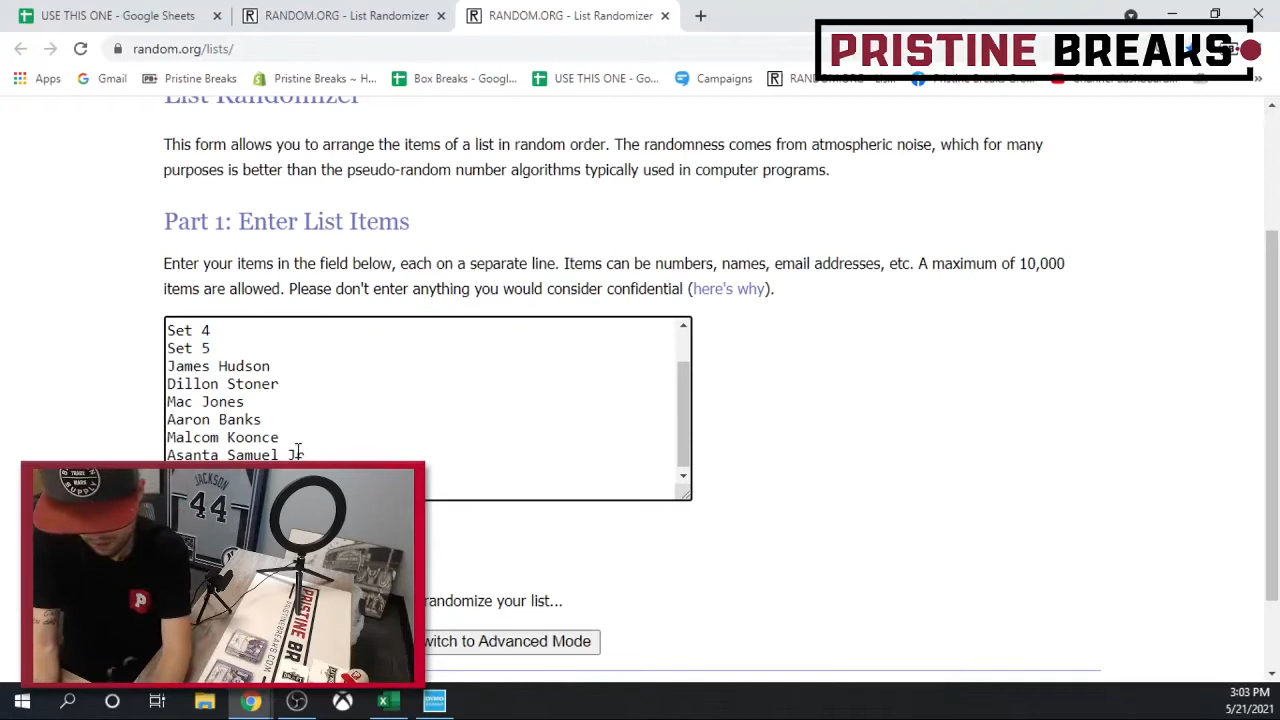 USE THIS ONE - Google Sheets
RANDOM.ORG - List Randomizer
RANDOM.ORG - List Randomizer
random.org/lists/
PRISTINE BREAKS
Apps
Gmail
Pristine Breaks
Pristine Breaks ~ H...
Box Breaks - Googl...
USE THIS ONE - Go...
Campaigns
List Randomizer
This form allows you to arrange the items of a list in random order. The randomness comes from atmospheric noise, which for many
purposes is better than the pseudo-random number algorithms typically used in computer programs.
Part 1: Enter List Items
Enter your items in the field below, each on a separate line. Items can be numbers, names, email addresses, etc. A maximum of 10,000
items are allowed. Please don't enter anything you would consider confidential (here's why).
Set 4
Set 5
James Hudson
Dillon Stoner
Mac Jones
Aaron Banks
Malcom Koonce
Asanta Samuel Jr
TRADE
MARK
SUPPLY
JACKSON
44
P
PRISTINE BR
PRISTINEBREAKS.COM
randomize your list...
witch to Advanced Mode
3:03 PM
5/21/2021